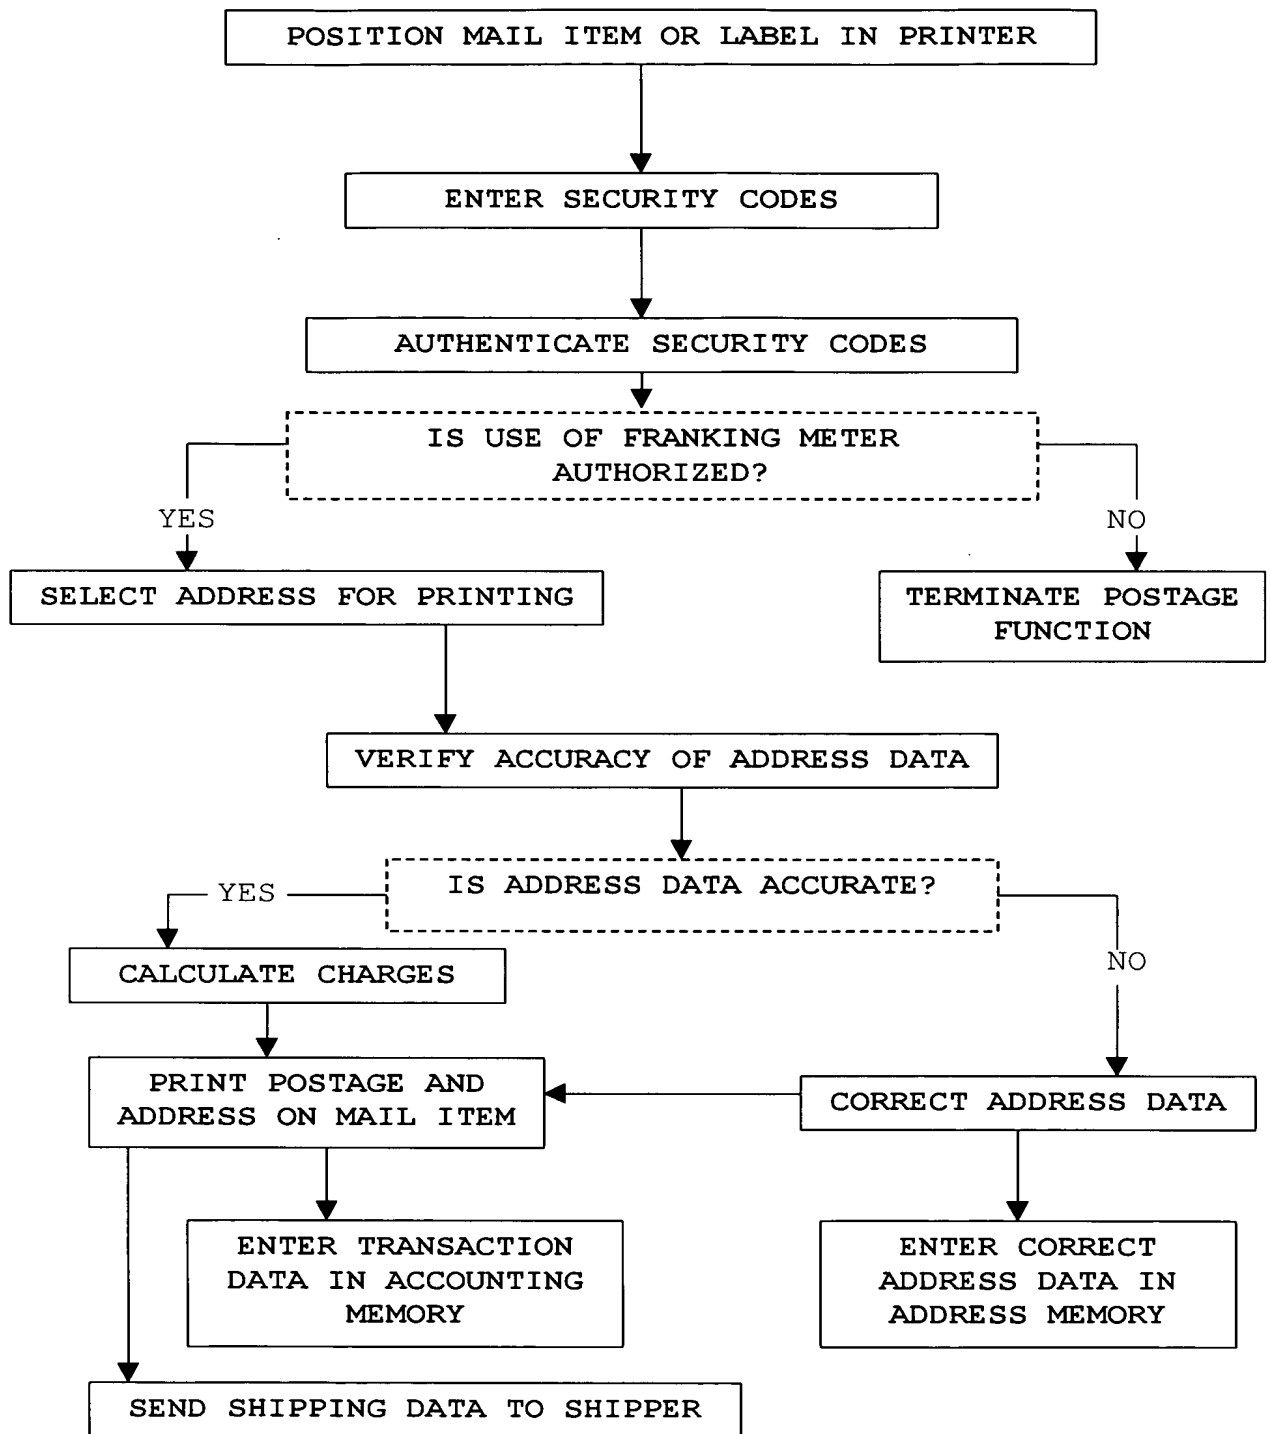 POSITION MAIL ITEM OR LABEL IN PRINTER
ENTER SECURITY CODES
AUTHENTICATE SECURITY CODES
IS USE OF FRANKING METER
AUTHORIZED?
YES
NO
SELECT ADDRESS FOR PRINTING
TERMINATE POSTAGE
FUNCTION
VERIFY ACCURACY OF ADDRESS DATA
IS ADDRESS DATA ACCURATE?
YES
NO
CALCULATE CHARGES
PRINT POSTAGE AND
ADDRESS ON MAIL ITEM
CORRECT ADDRESS DATA
ENTER TRANSACTION
DATA IN ACCOUNTING
MEMORY
ENTER CORRECT
ADDRESS DATA IN
ADDRESS MEMORY
SEND SHIPPING DATA TO SHIPPER